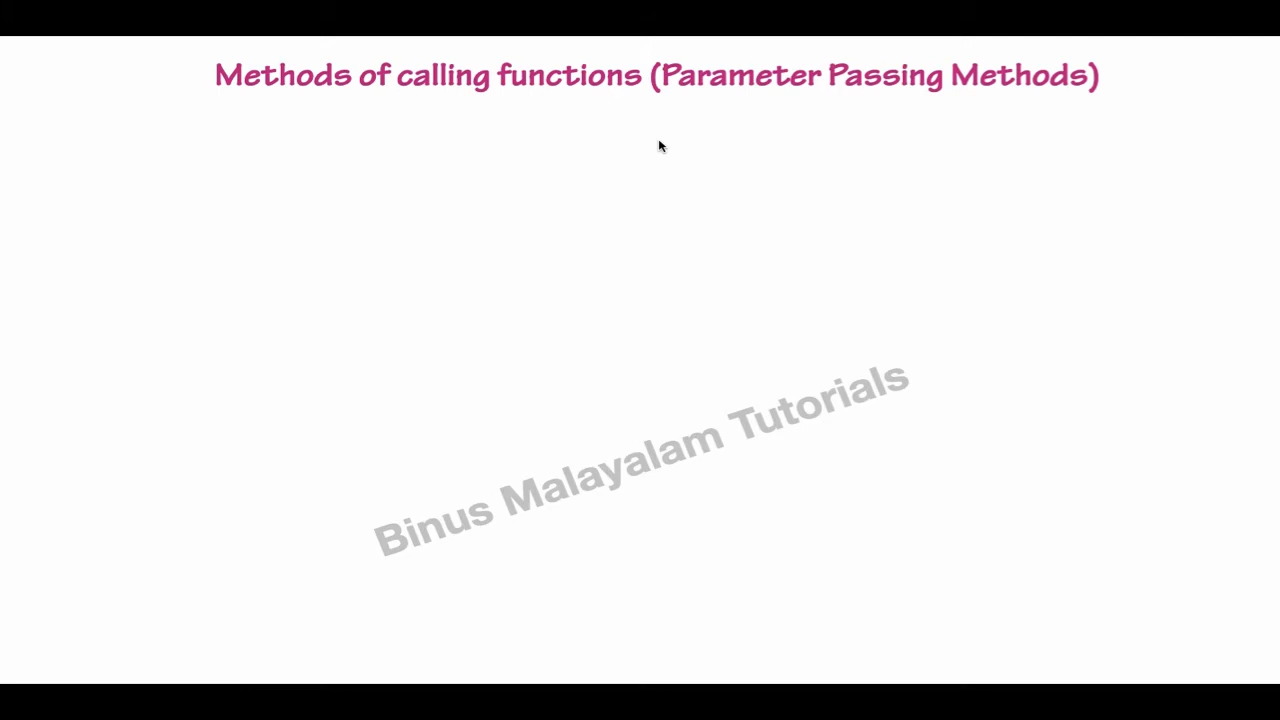 Methods of calling functions (Parameter Passing Methods)
Binus Malayalam Tutorials